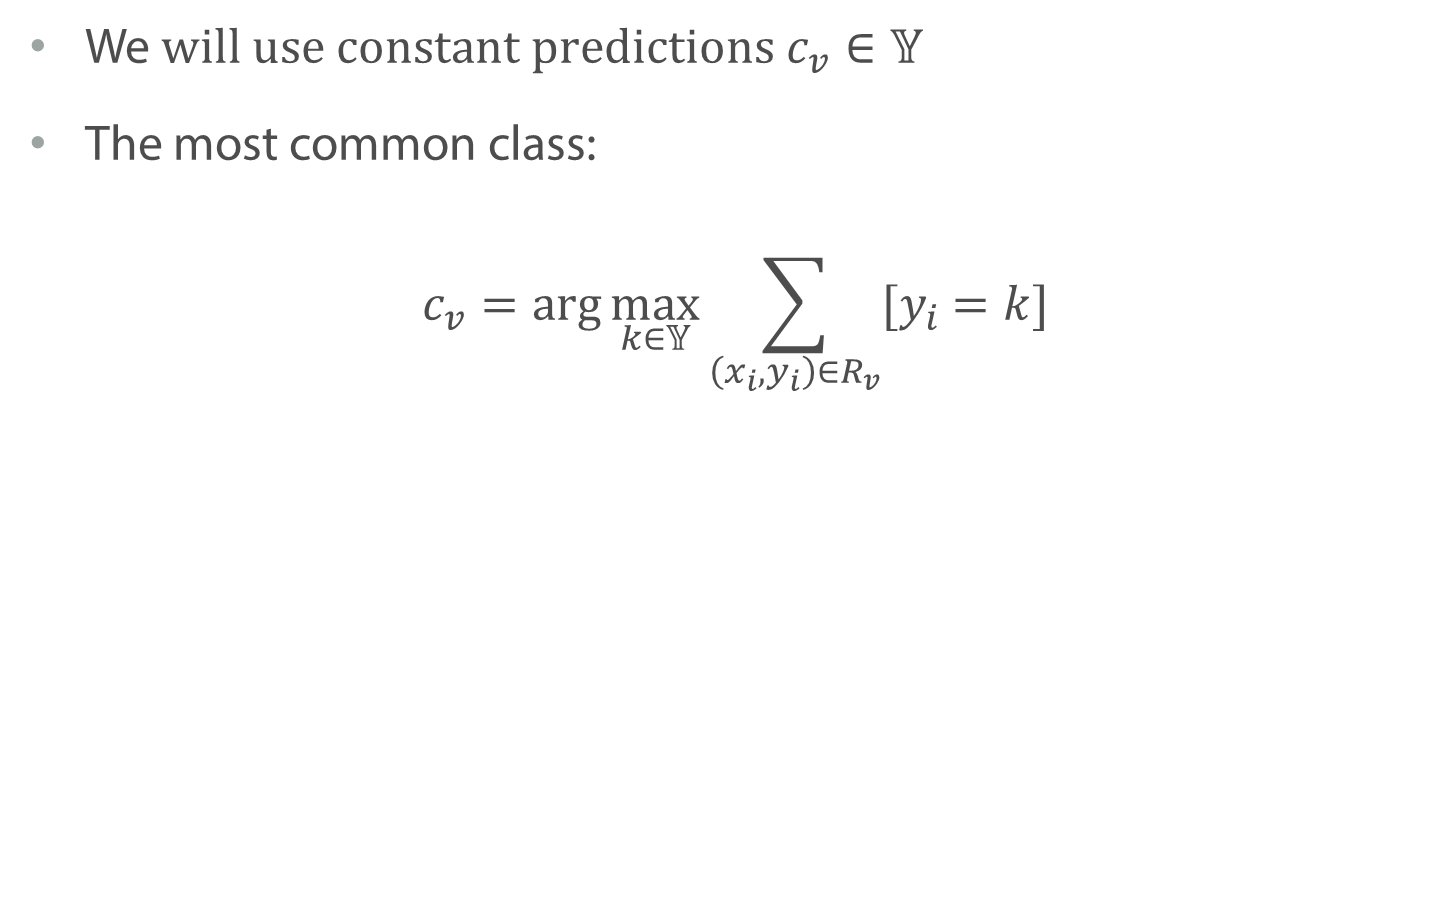 • We will use constant predictions c_v ∈ 𝕐
• The most common class:
c_v = arg max_{k∈𝕐} ∑_{(x_i,y_i)∈R_v} [y_i = k]